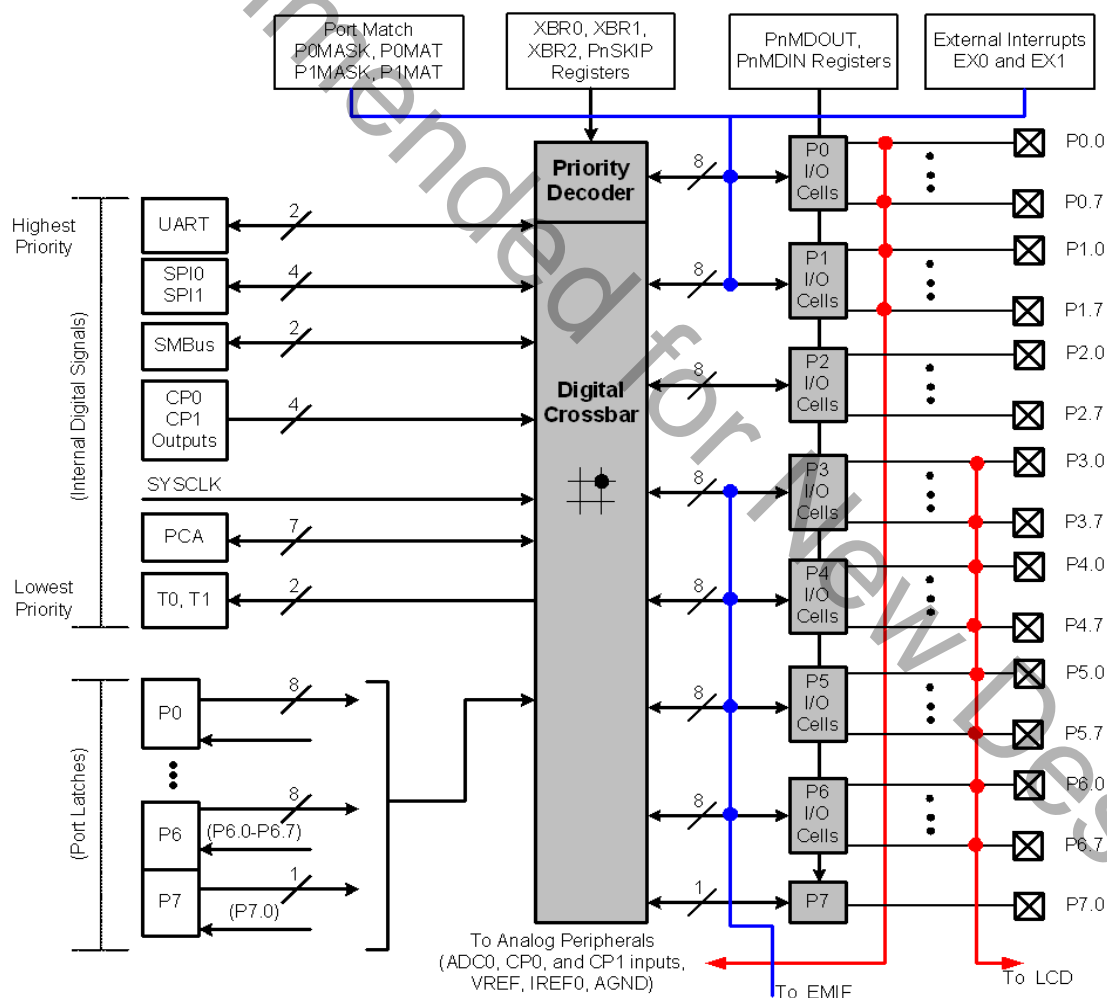 Port Match
P0MASK, P0MAT
P1MASK, P1MAT
XBR0, XBR1,
XBR2, PnSKIP
Registers
PnMDOUT,
PnMDIN Registers
External Interrupts
EX0 and EX1
Priority
Decoder
Digital
Crossbar
Highest
Priority
(Internal Digital Signals)
Lowest
Priority
UART
2
SPI0
SPI1
4
SMBus
2
CP0
CP1
Outputs
4
SYSCLK
PCA
7
T0, T1
2
(Port Latches)
P0
8
P6
8
(P6.0-P6.7)
P7
1
(P7.0)
8
P0
I/O
Cells
P0.0
P0.7
8
P1
I/O
Cells
P1.0
P1.7
8
P2
I/O
Cells
P2.0
P2.7
8
P3
I/O
Cells
P3.0
P3.7
8
P4
I/O
Cells
P4.0
P4.7
8
P5
I/O
Cells
P5.0
P5.7
8
P6
I/O
Cells
P6.0
P6.7
1
P7
P7.0
To Analog Peripherals
(ADC0, CP0, and CP1 inputs,
VREF, IREF0, AGND)
To EMIF
To LCD
mended for New Des